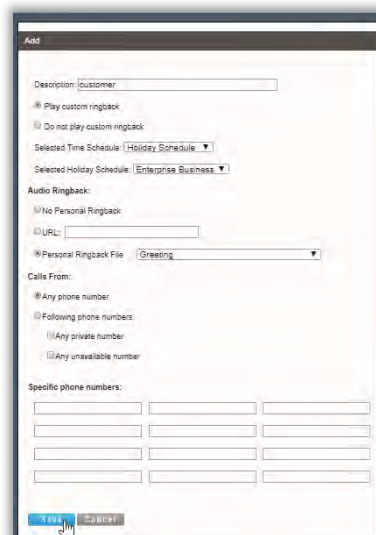 Add
Description: customer
Play custom ringback
Do not play custom ringback
Selected Time Schedule: Holiday Schedule
Selected Holiday Schedule: Enterprise Business
Audio Ringback:
No Personal Ringback
URL:
Personal Ringback File Greeting
Calls From:
Any phone number
Following phone numbers:
Any private number
Any unavailable number
Specific phone numbers:
Save Cancel